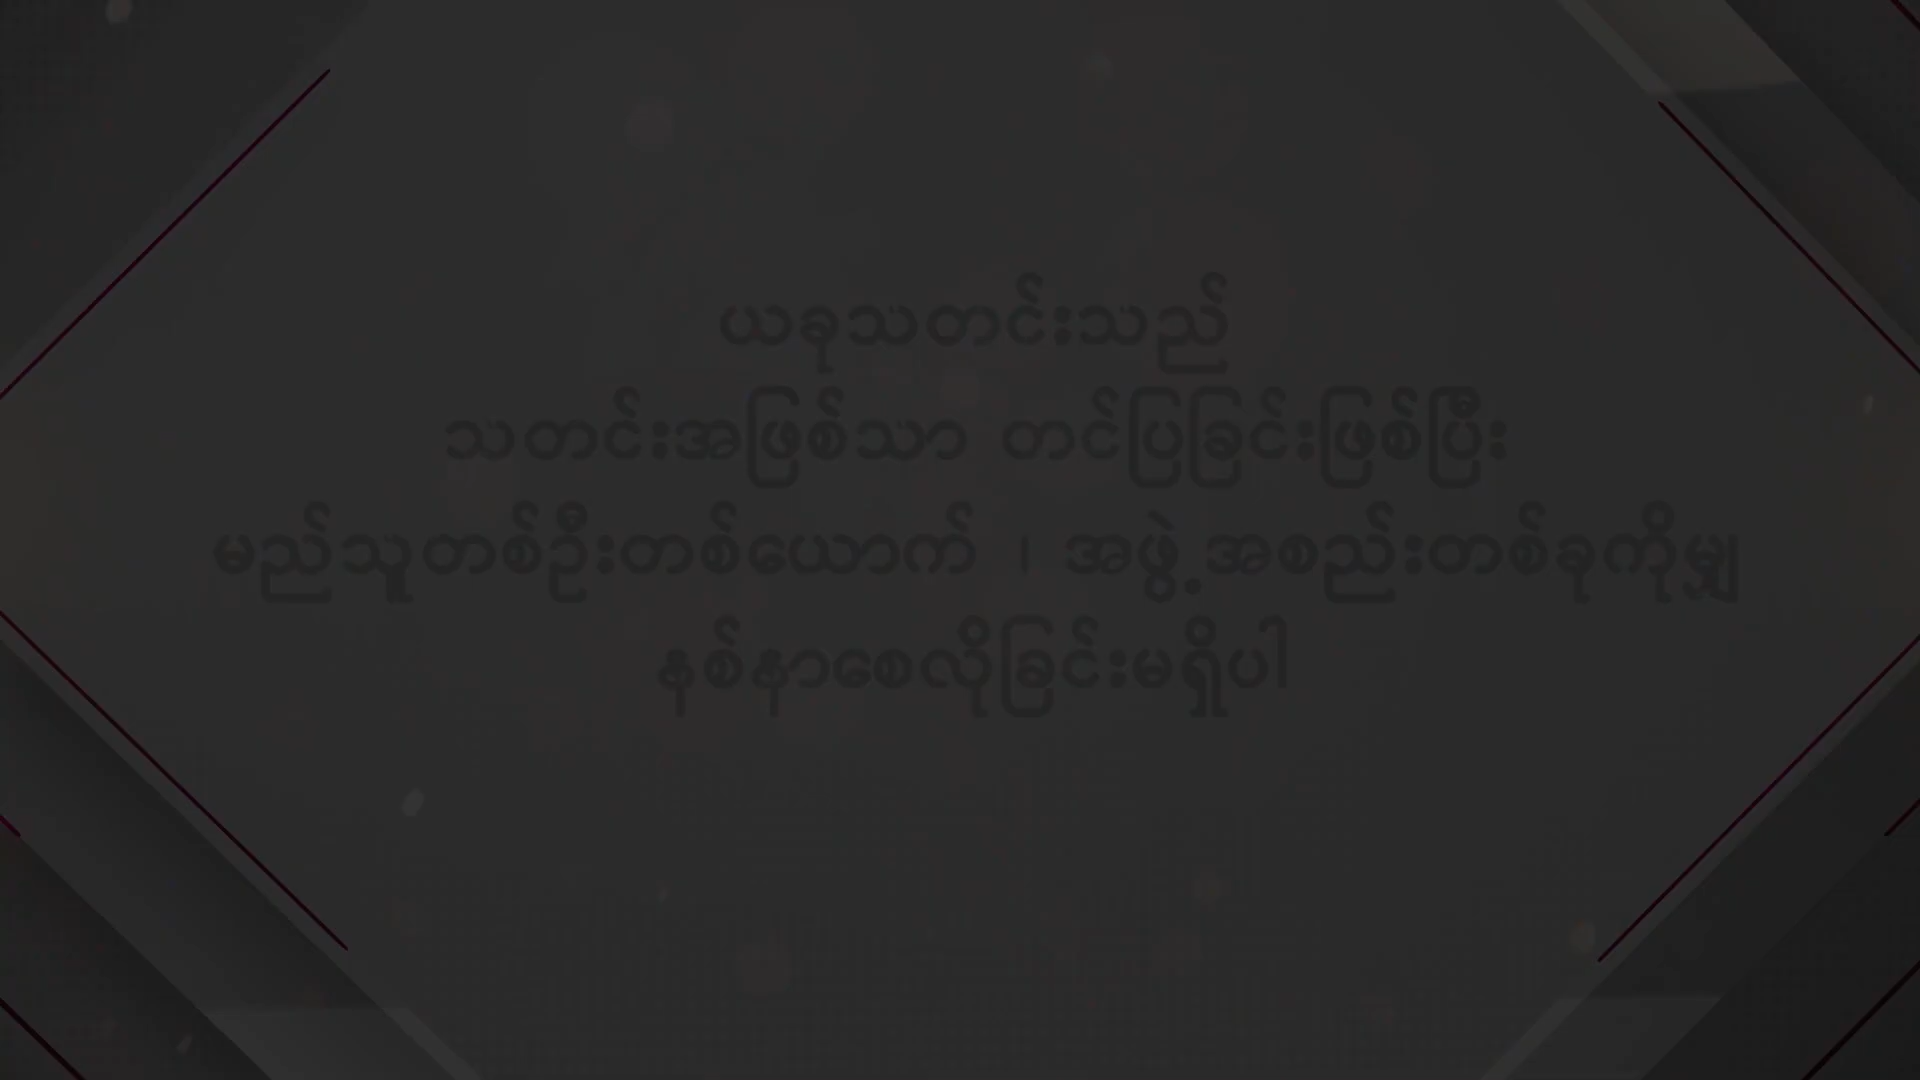 ယခုသတင်းသည်
သတင်းအဖြစ်သာ တင်ပြခြင်းဖြစ်ပြီး
မည်သူတစ်ဦးတစ်ယောက် ၊ အဖွဲ့အစည်းတစ်ခုကိုမျှ
နစ်နာစေလိုခြင်းမရှိပါ